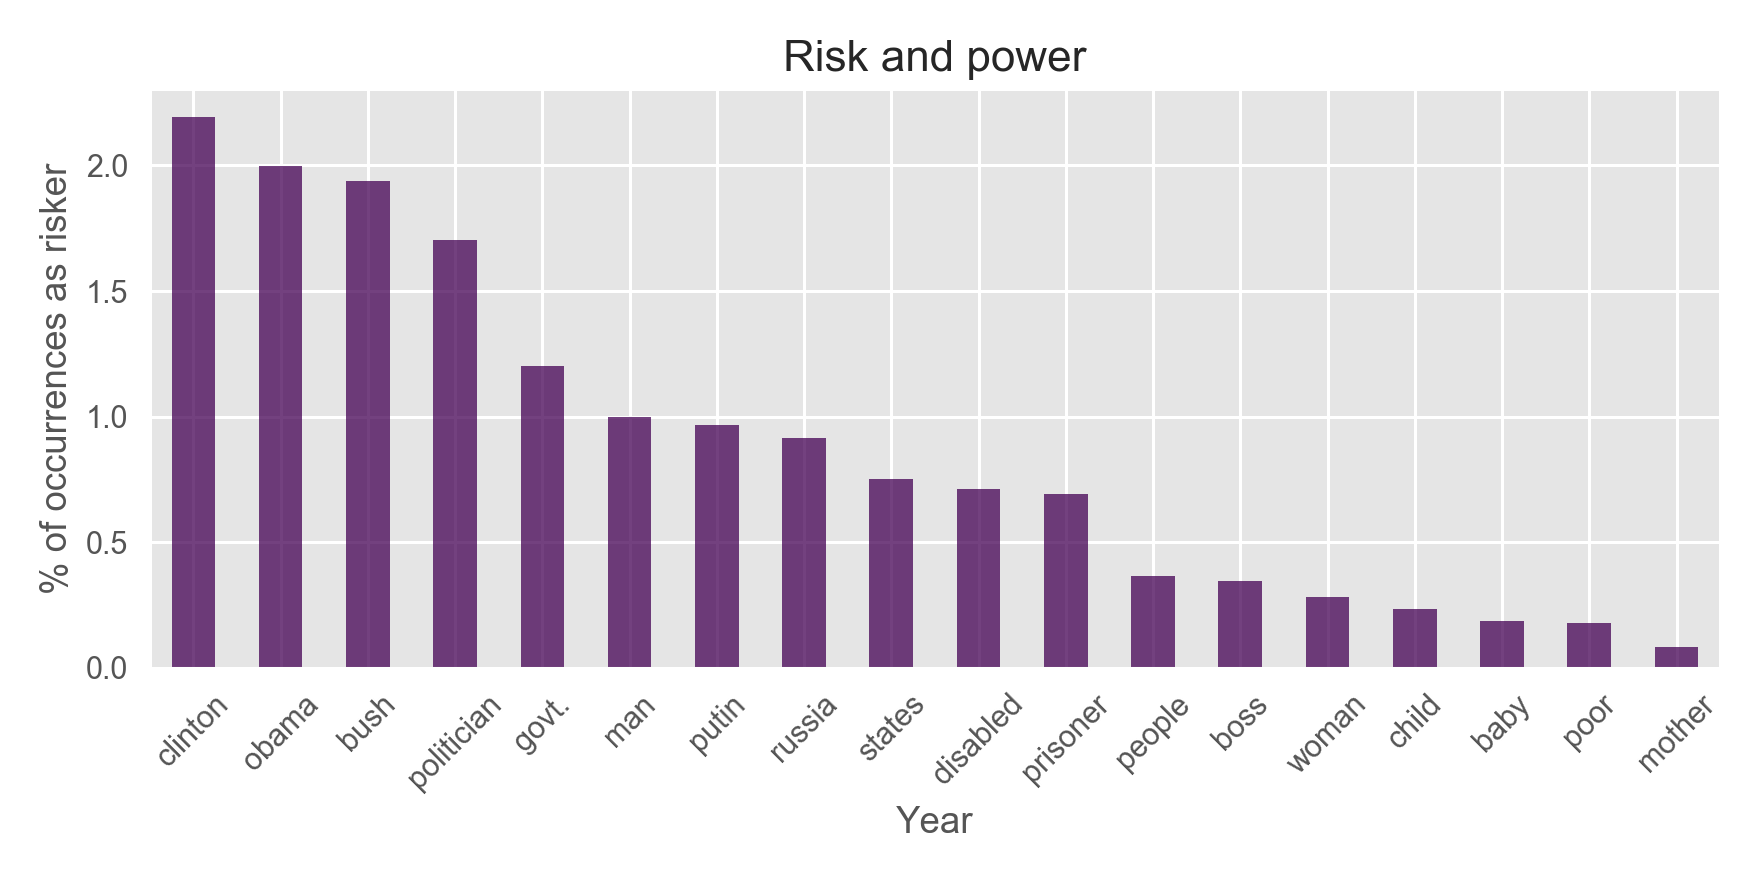 Risk and power
% of occurrences as risker
2.0
1.5
1.0
0.5
0.0
clinton
obama
bush
politician
govt.
man
putin
russia
states
disabled
prisoner
people
boss
woman
child
baby
poor
mother
Year